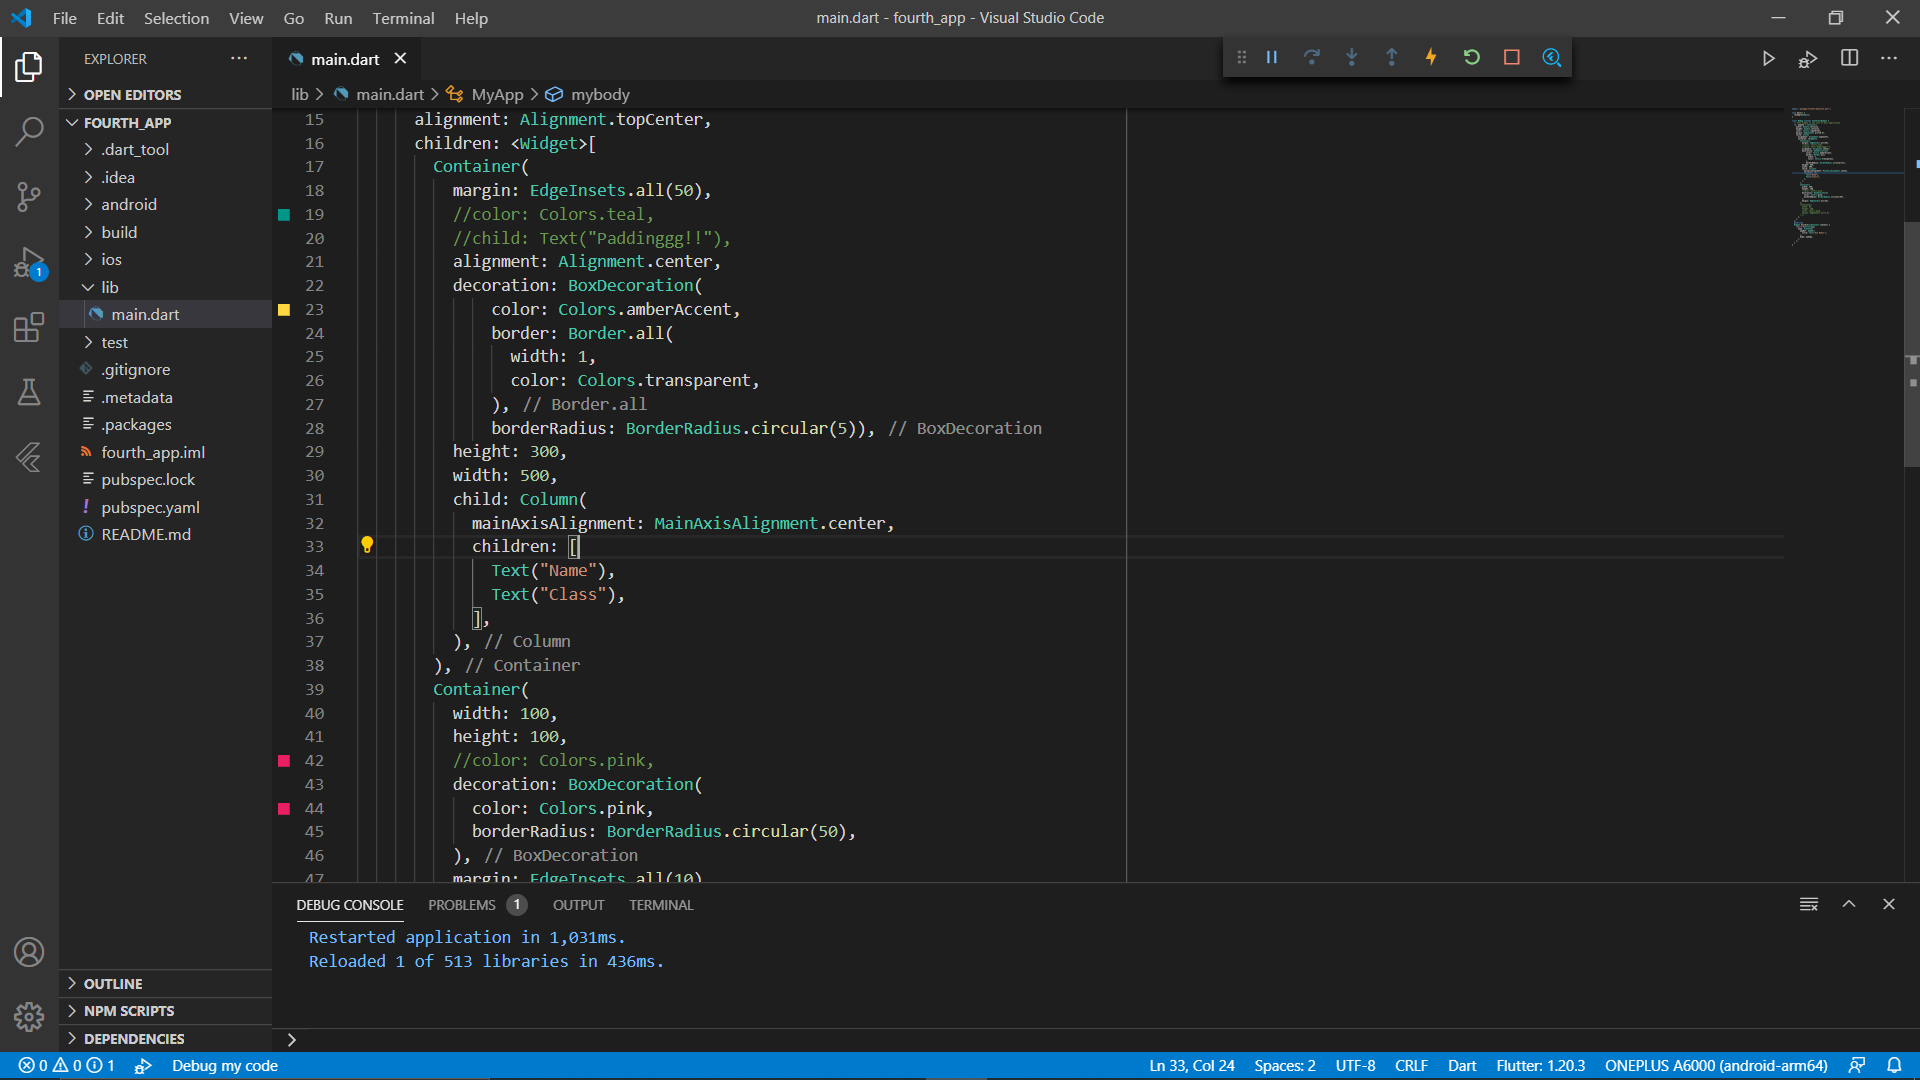 File Edit Selection View Go Run Terminal Help
main.dart - fourth_app - Visual Studio Code
EXPLORER
main.dart
OPEN EDITORS
FOURTH_APP
.dart_tool
.idea
android
build
ios
lib
main.dart
test
.gitignore
.metadata
.packages
fourth_app.iml
pubspec.lock
pubspec.yaml
README.md
OUTLINE
NPM SCRIPTS
DEPENDENCIES
1
lib > main.dart > MyApp > mybody
15 alignment: Alignment.topCenter,
16 children: <Widget>[
17 Container(
18 margin: EdgeInsets.all(50),
19 //color: Colors.teal,
20 //child: Text("Paddinggg!!"),
21 alignment: Alignment.center,
22 decoration: BoxDecoration(
23 color: Colors.amberAccent,
24 border: Border.all(
25 width: 1,
26 color: Colors.transparent,
27 ), // Border.all
28 borderRadius: BorderRadius.circular(5)), // BoxDecoration
29 height: 300,
30 width: 500,
31 child: Column(
32 mainAxisAlignment: MainAxisAlignment.center,
33 children: [
34 Text("Name"),
35 Text("Class"),
36 ],
37 ), // Column
38 ), // Container
39 Container(
40 width: 100,
41 height: 100,
42 //color: Colors.pink,
43 decoration: BoxDecoration(
44 color: Colors.pink,
45 borderRadius: BorderRadius.circular(50),
46 ), // BoxDecoration
47 margin: EdgeInsets.all(10)
DEBUG CONSOLE PROBLEMS 1 OUTPUT TERMINAL
Restarted application in 1,031ms.
Reloaded 1 of 513 libraries in 436ms.
0 0 1 Debug my code
Ln 33, Col 24 Spaces: 2 UTF-8 CRLF Dart Flutter: 1.20.3 ONEPLUS A6000 (android-arm64)